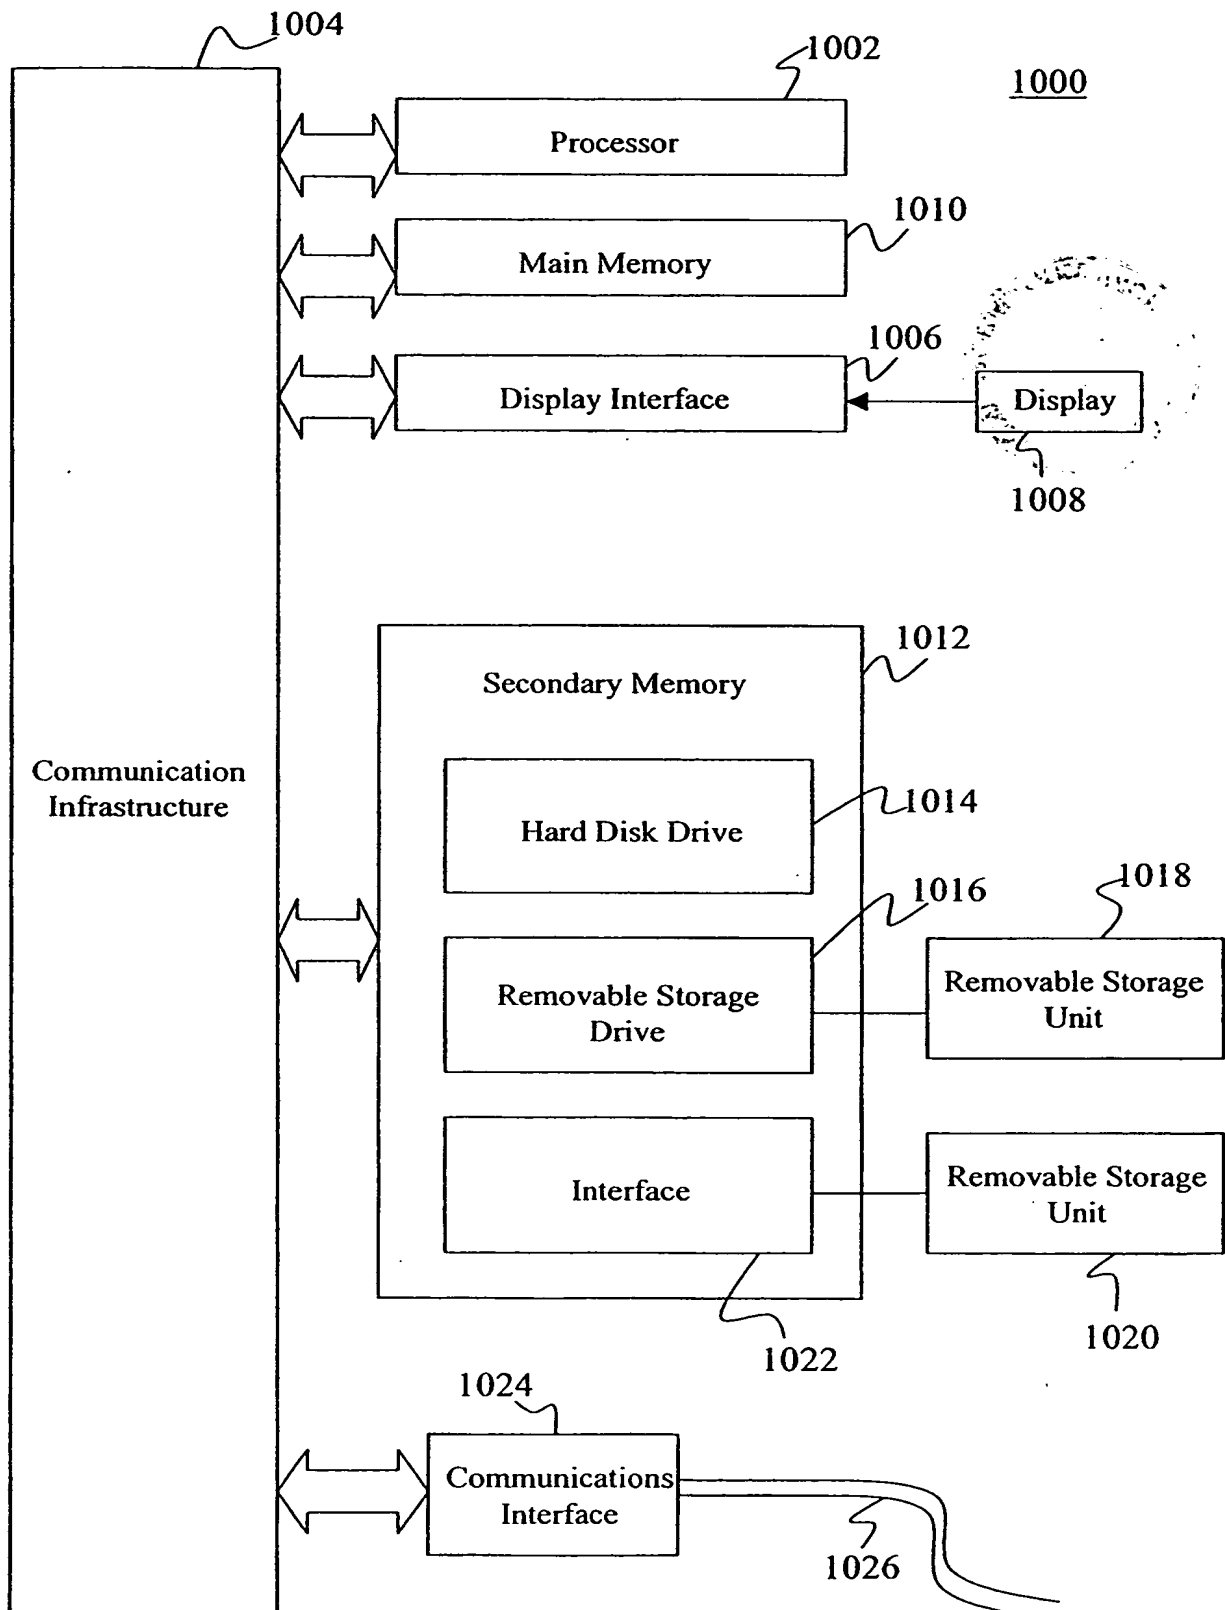 1004
1002
1000
Processor
1010
Main Memory
1006
Display Interface
Display
1008
1012
Secondary Memory
Communication
Infrastructure
1014
Hard Disk Drive
1016
1018
Removable Storage
Drive
Removable Storage
Unit
Interface
Removable Storage
Unit
1022
1020
1024
Communications
Interface
1026